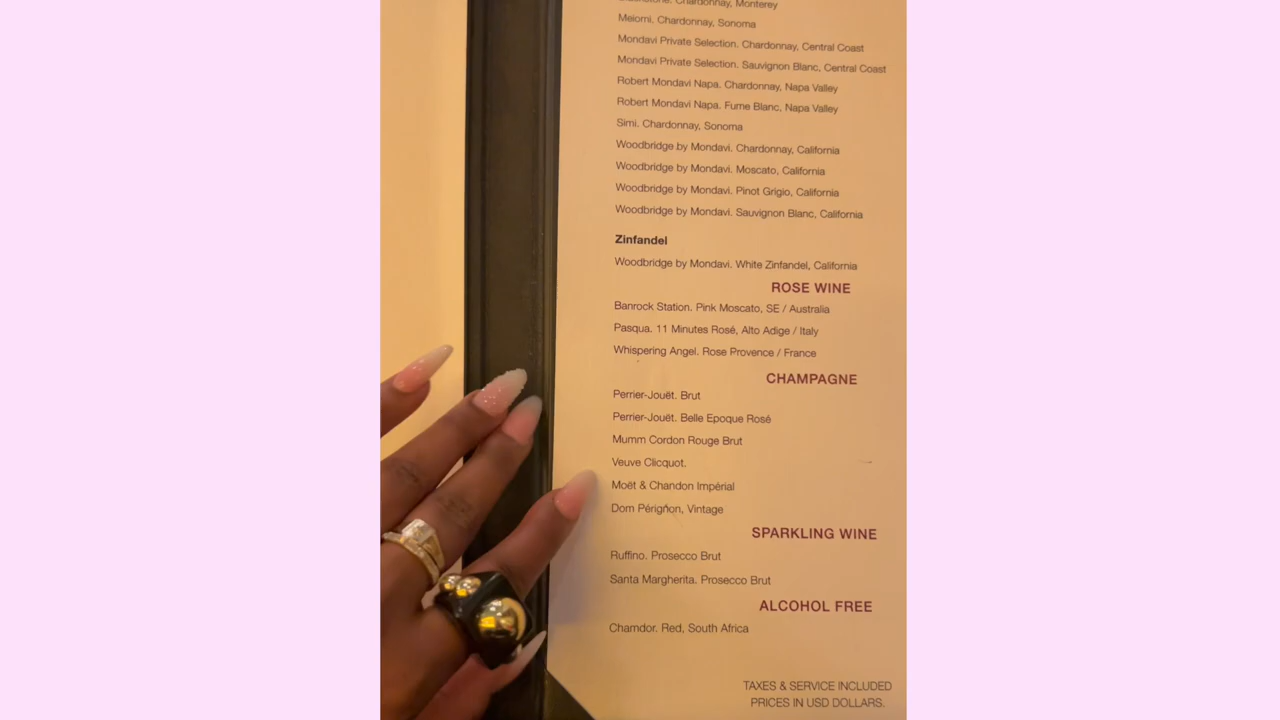 Chardonnay, Monterey
Meiomi. Chardonnay, Sonoma
Mondavi Private Selection. Chardonnay, Central Coast
Mondavi Private Selection. Sauvignon Blanc, Central Coast
Robert Mondavi Napa. Chardonnay, Napa Valley
Robert Mondavi Napa. Fume Blanc, Napa Valley
Simi. Chardonnay, Sonoma
Woodbridge by Mondavi. Chardonnay, California
Woodbridge by Mondavi. Moscato, California
Woodbridge by Mondavi. Pinot Grigio, California
Woodbridge by Mondavi. Sauvignon Blanc, California
Zinfandel
Woodbridge by Mondavi. White Zinfandel, California
ROSE WINE
Banrock Station. Pink Moscato, SE / Australia
Pasqua. 11 Minutes Rosé, Alto Adige / Italy
Whispering Angel. Rose Provence / France
CHAMPAGNE
Perrier-Jouët. Brut
Perrier-Jouët. Belle Epoque Rosé
Mumm Cordon Rouge Brut
Veuve Clicquot.
Moët & Chandon Impérial
Dom Pérignon, Vintage
SPARKLING WINE
Ruffino. Prosecco Brut
Santa Margherita. Prosecco Brut
ALCOHOL FREE
Chamdor. Red, South Africa
TAXES & SERVICE INCLUDED
PRICES IN USD DOLLARS.